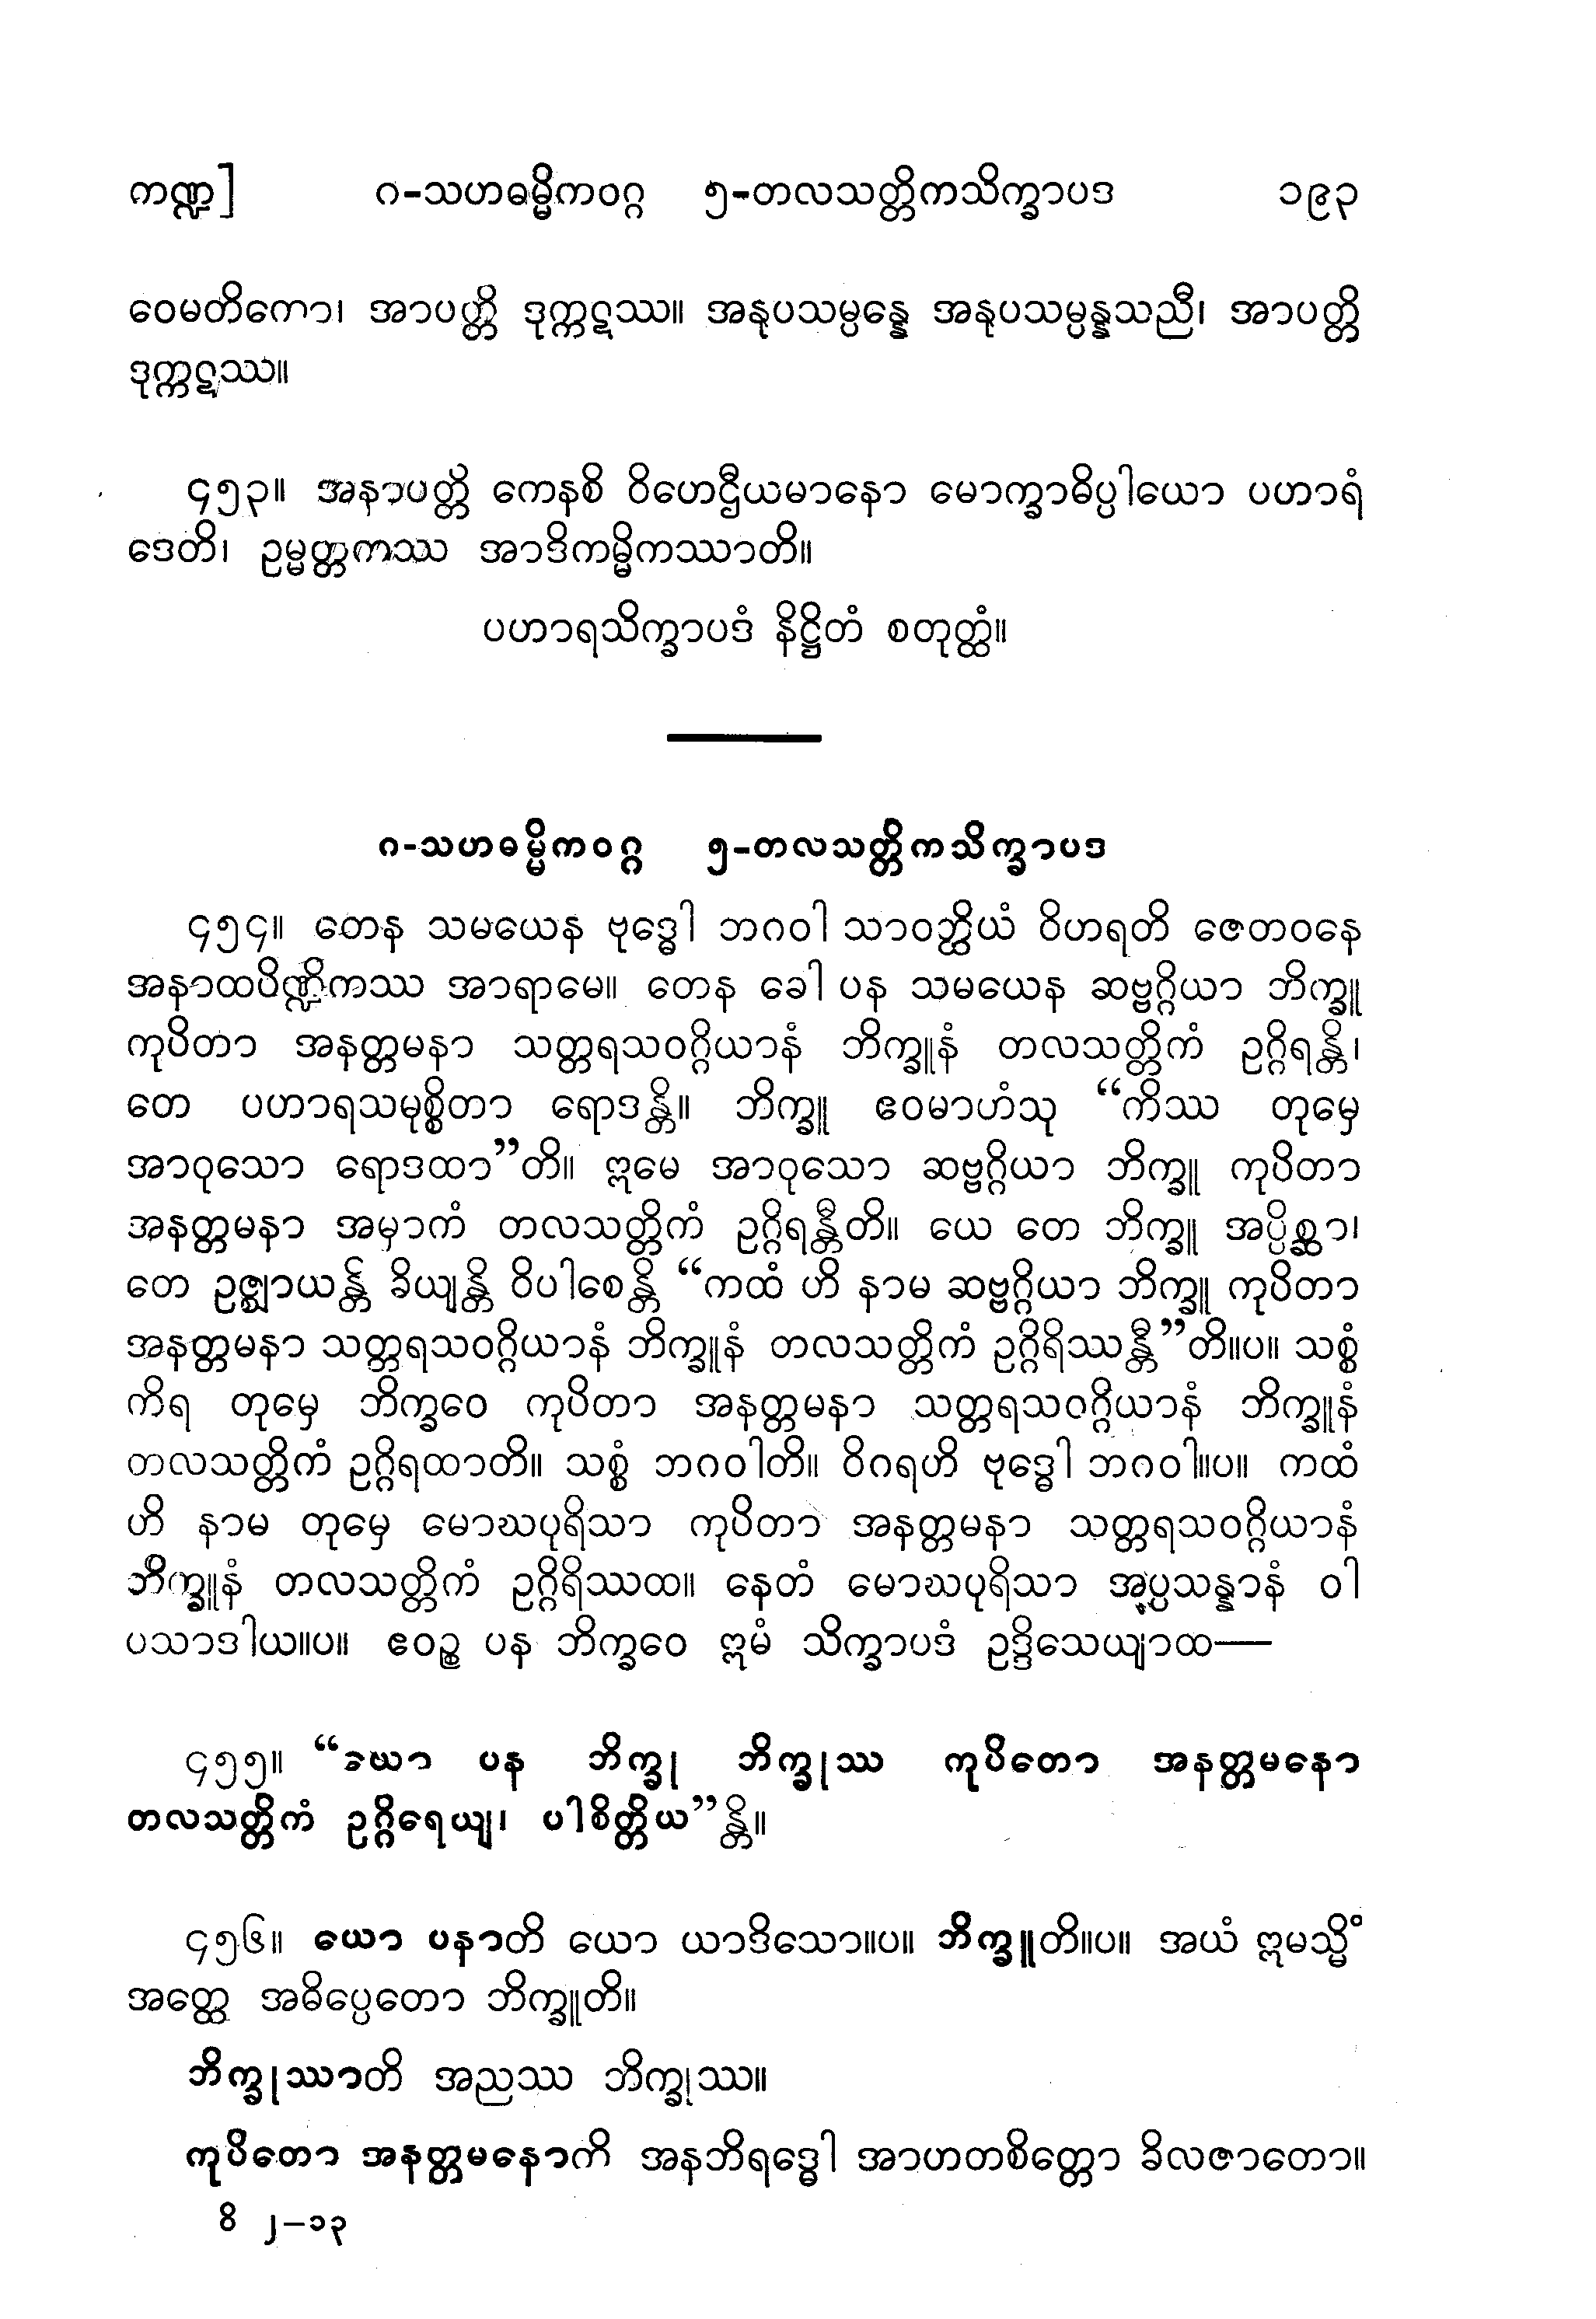 ကဏ္ဍ] ဂ-သဟဓမ္မိကဝဂ္ဂ ၅-တလသတ္တိကသိက္ခာပဒ ၁၉၃
ဝေမတိကော၊ အာပတ္တိ ဒုက္ကဋဿ။ အနုပသမ္ပန္နေ အနုပသမ္ပန္နသညီ၊ အာပတ္တိ
ဒုက္ကဋဿ။
၄၅၃။ အနာပတ္တိ ကေနစိ ဝိဟေဌီယမာနော မောက္ခာဓိပ္ပါယော ပဟာရံ
ဒေတိ၊ ဥမ္မတ္တကဿ အာဒိကမ္မိကဿာတိ။
ပဟာရသိက္ခာပဒံ နိဋ္ဌိတံ စတုတ္ထံ။
ဂ-သဟဓမ္မိကဝဂ္ဂ ၅-တလသတ္တိကသိက္ခာပဒ
၄၅၄။ တေန သမယေန ဗုဒ္ဓေါ ဘဂဝါ သာဝတ္ထိယံ ဝိဟရတိ ဇေတဝနေ
အနာထပိဏ္ဍိကဿ အာရာမေ။ တေန ခေါ ပန သမယေန ဆဗ္ဗဂ္ဂိယာ ဘိက္ခူ
ကုပိတာ အနတ္တမနာ သတ္တရသဝဂ္ဂိယာနံ ဘိက္ခူနံ တလသတ္တိကံ ဥဂ္ဂိရန္တိ၊
တေ ပဟာရသမုစ္စိတာ ရောဒန္တိ။ ဘိက္ခူ ဧဝမာဟံသု “ကိဿ တုမှေ
အာဝုသော ရောဒထာ”တိ။ ဣမေ အာဝုသော ဆဗ္ဗဂ္ဂိယာ ဘိက္ခူ ကုပိတာ
အနတ္တမနာ အမှာကံ တလသတ္တိကံ ဥဂ္ဂိရန္တီတိ။ ယေ တေ ဘိက္ခူ အပ္ပိစ္ဆာ၊
တေ ဥဇ္ဈာယန္တိ ခိယျန္တိ ဝိပါစေန္တိ “ကထံ ဟိ နာမ ဆဗ္ဗဂ္ဂိယာ ဘိက္ခူ ကုပိတာ
အနတ္တမနာ သတ္တရသဝဂ္ဂိယာနံ ဘိက္ခူနံ တလသတ္တိကံ ဥဂ္ဂိရိဿန္တီ”တိ။ပ။ သစ္စံ
ကိရ တုမှေ ဘိက္ခဝေ ကုပိတာ အနတ္တမနာ သတ္တရသဝဂ္ဂိယာနံ ဘိက္ခူနံ
တလသတ္တိကံ ဥဂ္ဂိရထာတိ။ သစ္စံ ဘဂဝါတိ။ ဝိဂရဟိ ဗုဒ္ဓေါ ဘဂဝါ။ပ။ ကထံ
ဟိ နာမ တုမှေ မောဃပုရိသာ ကုပိတာ အနတ္တမနာ သတ္တရသဝဂ္ဂိယာနံ
ဘိက္ခူနံ တလသတ္တိကံ ဥဂ္ဂိရိဿထ။ နေတံ မောဃပုရိသာ အပ္ပသန္နာနံ ဝါ
ပသာဒါယ။ပ။ ဧဝဉ္စ ပန ဘိက္ခဝေ ဣမံ သိက္ခာပဒံ ဥဒ္ဒိသေယျာထ—
၄၅၅။ “ယော ပန ဘိက္ခု ဘိက္ခုဿ ကုပိတော အနတ္တမနော
တလသတ္တိကံ ဥဂ္ဂိရေယျ၊ ပါစိတ္တိယ”န္တိ။
၄၅၆။ ယော ပနာတိ ယော ယာဒိသော။ပ။ ဘိက္ခူတိ။ပ။ အယံ ဣမသ္မိံ
အတ္ထေ အဓိပ္ပေတော ဘိက္ခူတိ။
ဘိက္ခုဿာတိ အညဿ ဘိက္ခုဿ။
ကုပိတော အနတ္တမနောကိ အနဘိရဒ္ဓေါ အာဟတစိတ္တော ခိလဇာတော။
ဝိ ၂—၁၃